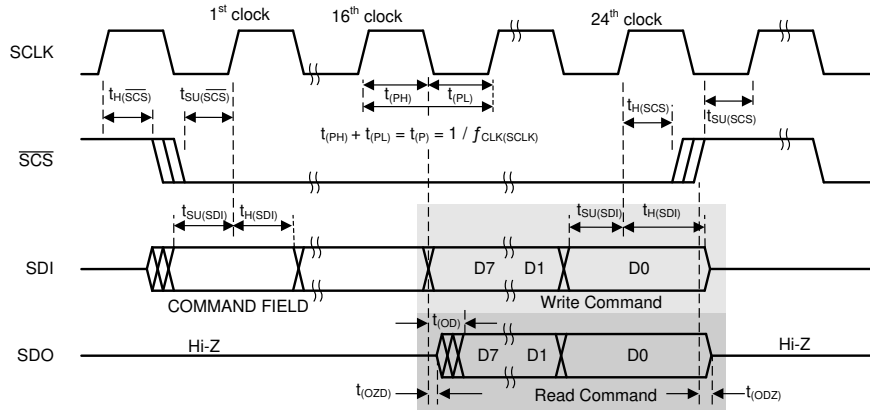 1st clock 16th clock 24th clock
SCLK
tH(SCS) tSU(SCS) t(PH) t(PL) tH(SCS) tSU(SCS)
t(PH) + t(PL) = t(P) = 1 / fCLK(SCLK)
SCS
tSU(SDI) tH(SDI) tSU(SDI) tH(SDI)
SDI D7 D1 D0
COMMAND FIELD Write Command
t(OD)
SDO Hi-Z D7 D1 D0 Hi-Z
t(OZD) Read Command t(ODZ)